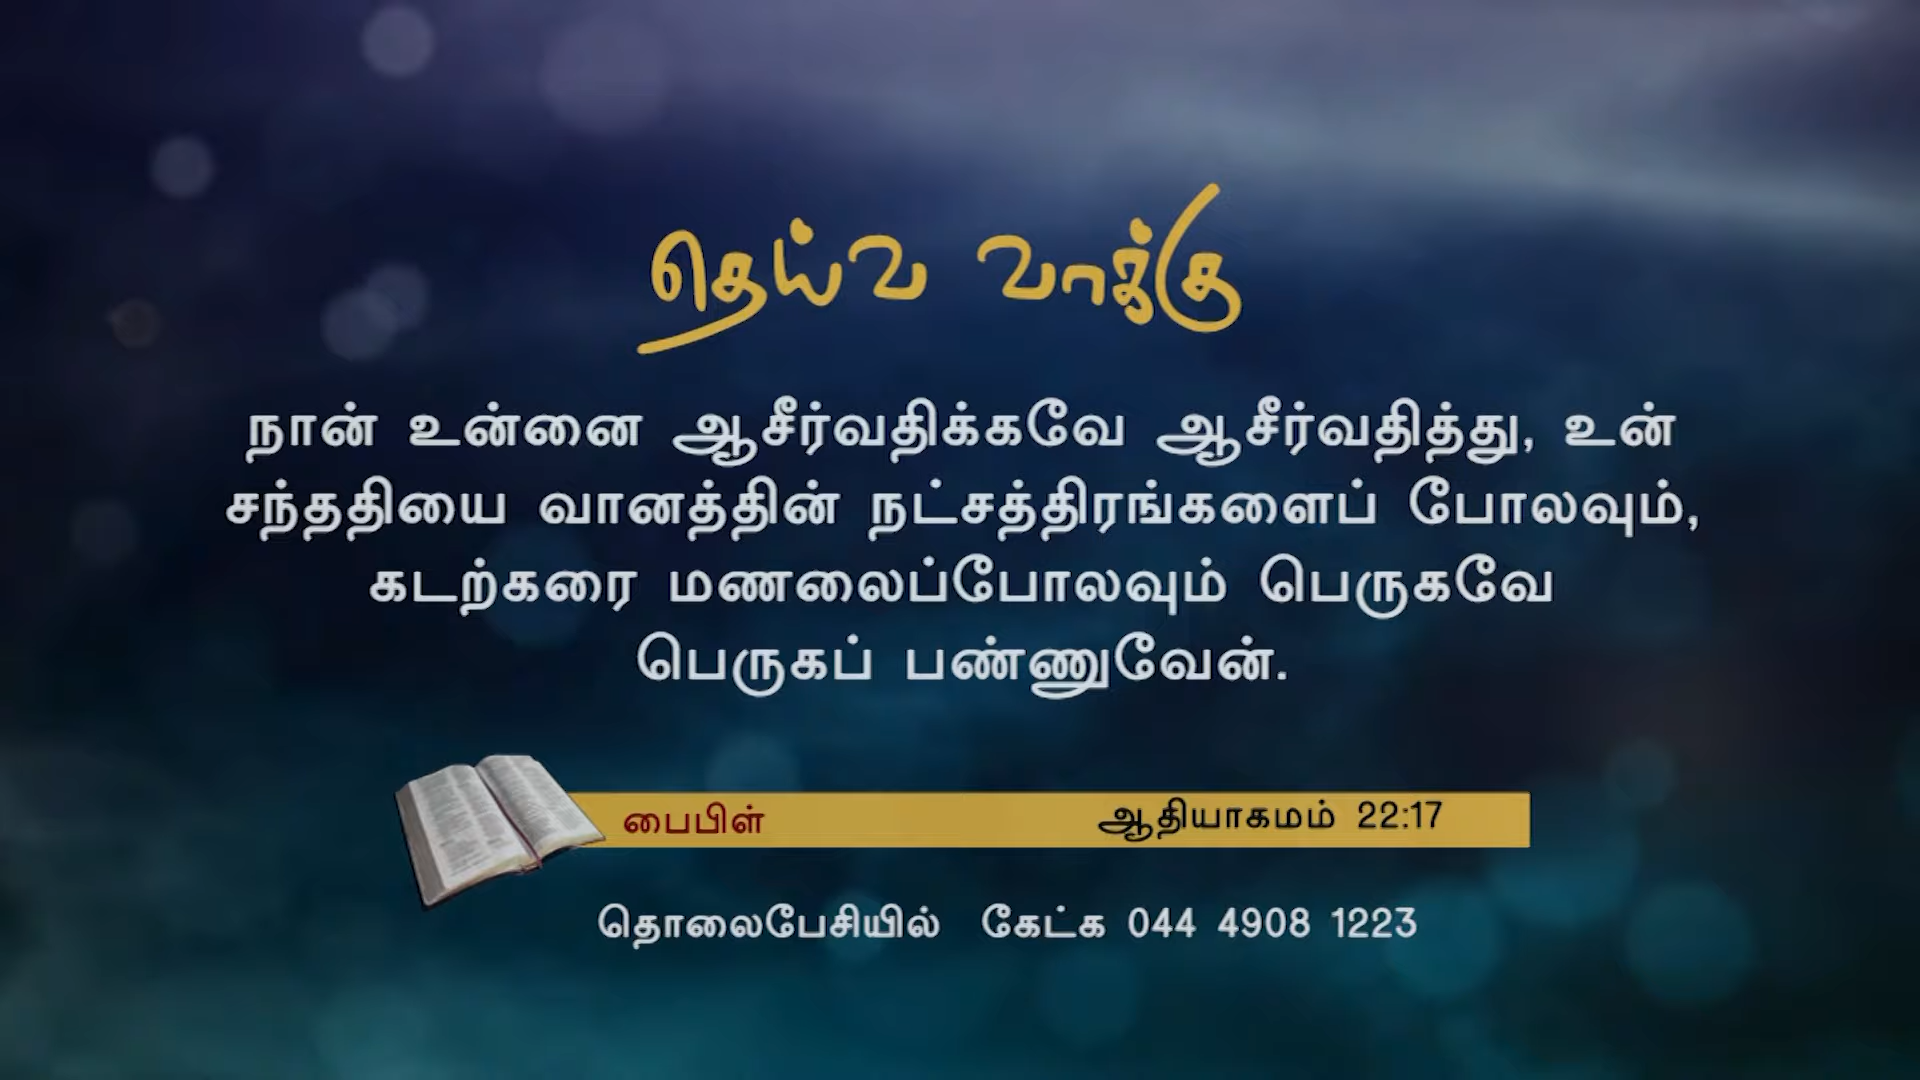 தெய்வ வாக்கு
நான் உன்னை ஆசீர்வதிக்கவே ஆசீர்வதித்து, உன்
சந்ததியை வானத்தின் நட்சத்திரங்களைப் போலவும்,
கடற்கரை மணலைப்போலவும் பெருகவே
பெருகப் பண்ணுவேன்.
பைபிள் ஆதியாகமம் 22:17
தொலைபேசியில் கேட்க 044 4908 1223